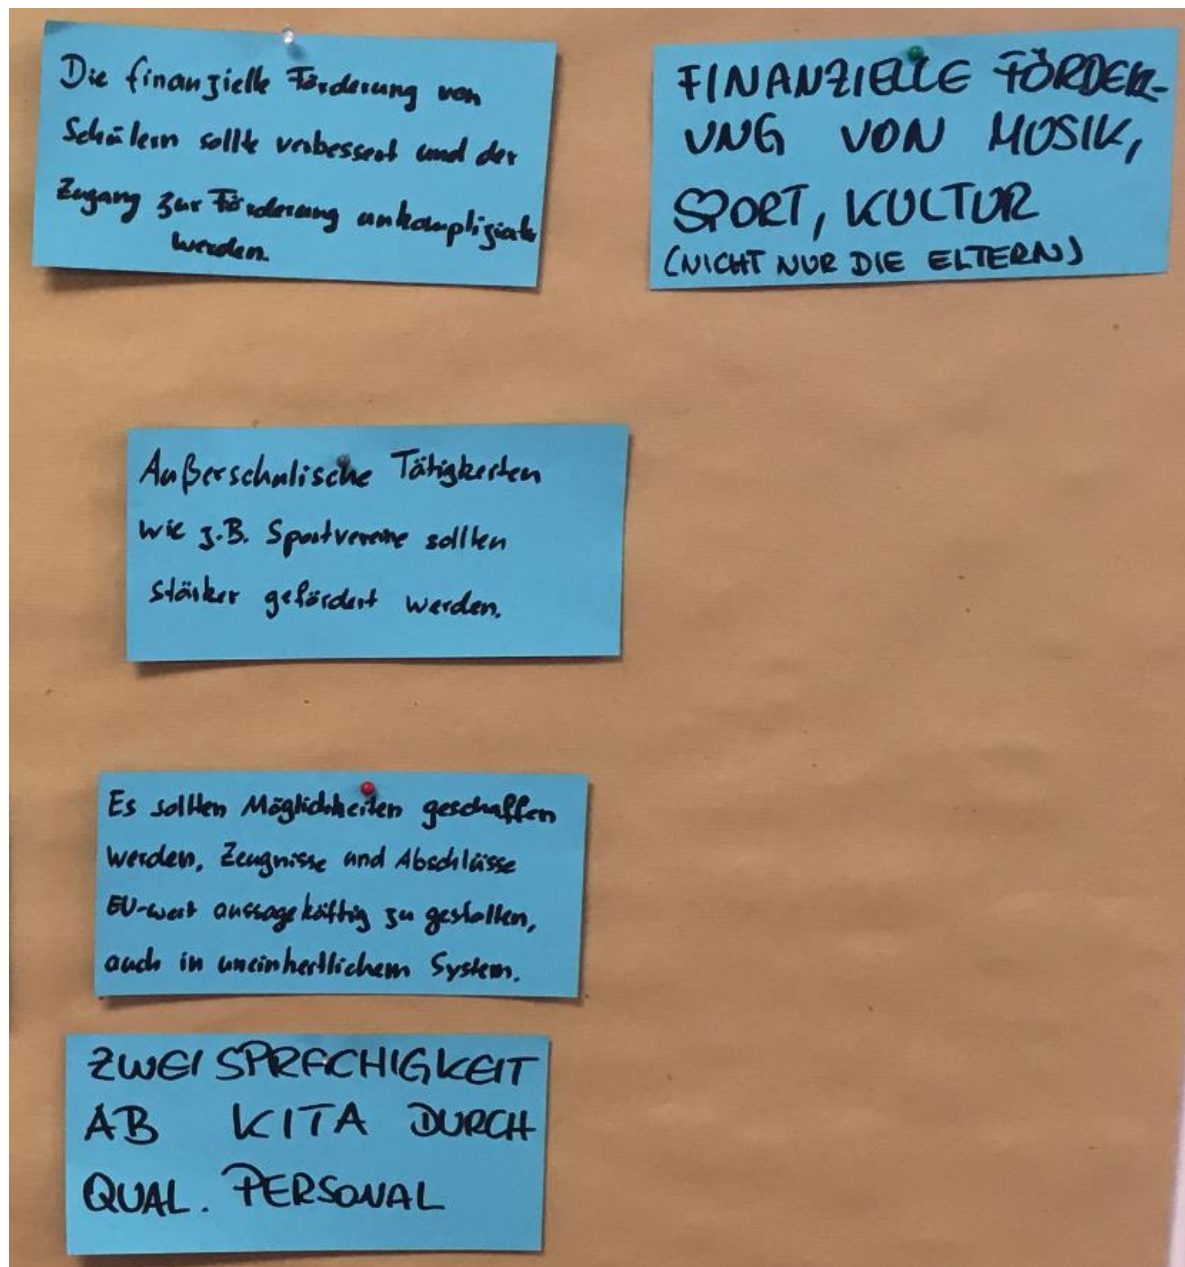 Die finanzielle Förderung von
Schülern sollte verbessert und der
Zugang zur Förderung unkompliziert
werden.
FINANZIELLE FÖRDER-
UNG VON MUSIK,
SPORT, KULTUR
(NICHT NUR DIE ELTERN)
Außerschulische Tätigkeiten
wie z.B. Sportvereine sollten
stärker gefördert werden.
Es sollten Möglichkeiten geschaffen
werden, Zeugnisse und Abschlüsse
EU-weit aussagekäftig zu gestalten,
auch in uneinheitlichem System.
ZWEISPRACHIGKEIT
AB KITA DURCH
QUAL. PERSONAL